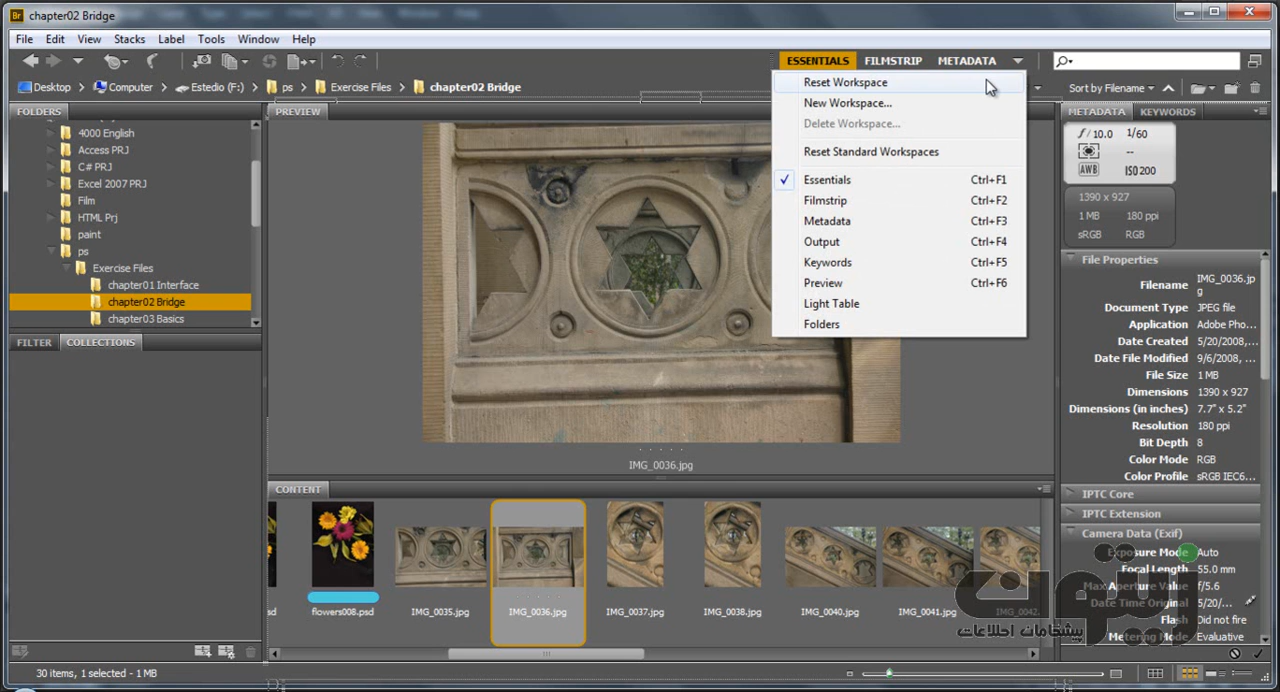 chapter02 Bridge
File Edit View Stacks Label Tools Window Help
ESSENTIALS FILMSTRIP METADATA
Desktop Computer Estedio (F:) ps Exercise Files chapter02 Bridge
Sort by Filename
Reset Workspace
New Workspace...
Delete Workspace...
Reset Standard Workspaces
Essentials Ctrl+F1
Filmstrip Ctrl+F2
Metadata Ctrl+F3
Output Ctrl+F4
Keywords Ctrl+F5
Preview Ctrl+F6
Light Table
Folders
FOLDERS
4000 English
Access PRJ
C# PRJ
Excel 2007 PRJ
Film
HTML Prj
paint
ps
Exercise Files
chapter01 Interface
chapter02 Bridge
chapter03 Basics
FILTER COLLECTIONS
PREVIEW
IMG_0036.jpg
CONTENT
sd
flowers008.psd
IMG_0035.jpg
IMG_0036.jpg
IMG_0037.jpg
IMG_0038.jpg
IMG_0040.jpg
IMG_0041.jpg
IMG_0042.
METADATA KEYWORDS
f/10.0 1/60
--
AWB ISO200
1390 x 927
1 MB 180 ppi
sRGB RGB
File Properties
Filename IMG_0036.jp
g
Document Type JPEG file
Application Adobe Pho...
Date Created 5/20/2008,...
Date File Modified 9/6/2008, ...
File Size 1 MB
Dimensions 1390 x 927
Dimensions (in inches) 7.7" x 5.2"
Resolution 180 ppi
Bit Depth 8
Color Mode RGB
Color Profile sRGB IEC6...
IPTC Core
IPTC Extension
Camera Data (Exif)
Exposure Mode Auto
Focal Length 55.0 mm
Max Aperture Value f/5.6
Date Time Original 5/20/...
Flash Did not fire
Metering Mode Evaluative
پیشگامان اطلاعات
30 items, 1 selected - 1 MB